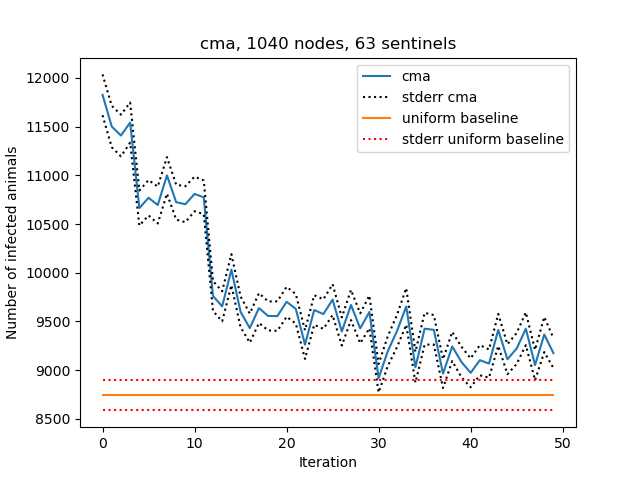 cma, 1040 nodes, 63 sentinels
12000
11500
11000
10500
10000
9500
9000
8500
Number of infected animals
cma
stderr cma
uniform baseline
stderr uniform baseline
0
10
20
30
40
50
Iteration